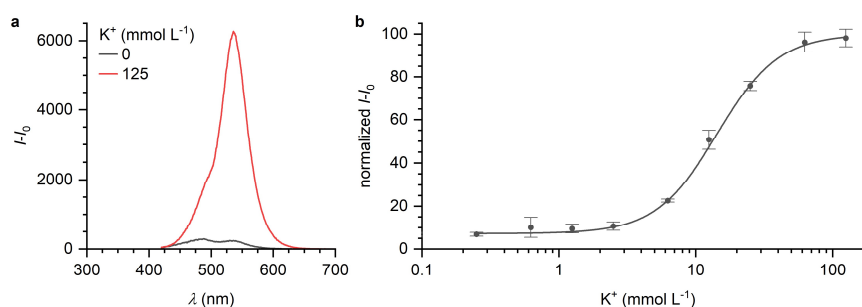 a
K⁺ (mmol L⁻¹)
0
125
6000
4000
2000
0
I-I₀
300 400 500 600 700
λ (nm)
b
100
80
60
40
20
0
normalized I-I₀
0.1 1 10 100
K⁺ (mmol L⁻¹)